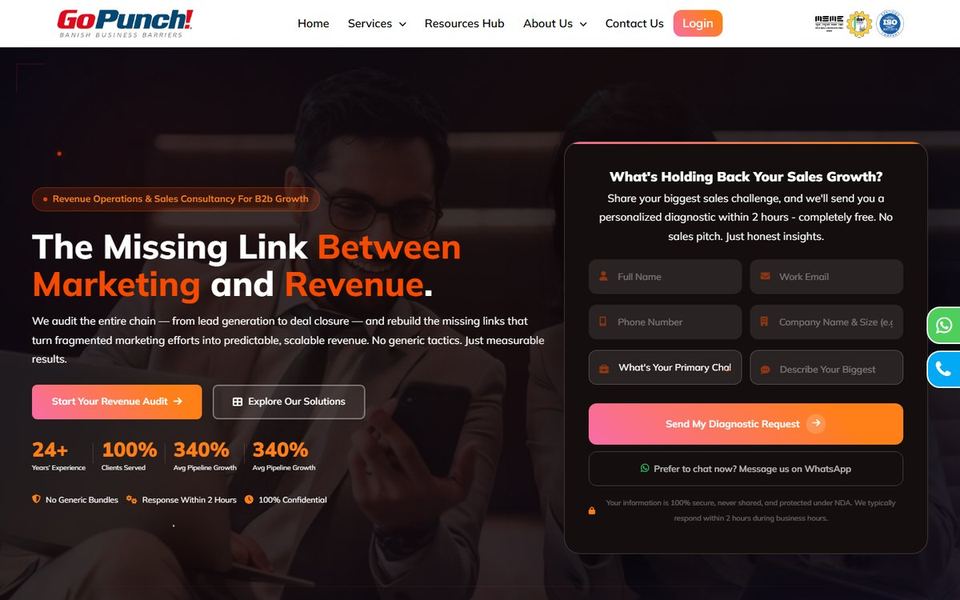 GoPunch!
BANISH BUSINESS BARRIERS
Home
Services
Resources Hub
About Us
Contact Us
Login
ISO
Revenue Operations & Sales Consultancy For B2b Growth
The Missing Link Between
Marketing and Revenue.
We audit the entire chain — from lead generation to deal closure — and rebuild the missing links that
turn fragmented marketing efforts into predictable, scalable revenue. No generic tactics. Just measurable
results.
Start Your Revenue Audit
Explore Our Solutions
24+
Years' Experience
100%
Clients Served
340%
Avg Pipeline Growth
340%
Avg Pipeline Growth
No Generic Bundles
Response Within 2 Hours
100% Confidential
What's Holding Back Your Sales Growth?
Share your biggest sales challenge, and we'll send you a
personalized diagnostic within 2 hours - completely free. No
sales pitch. Just honest insights.
Full Name
Work Email
Phone Number
Company Name & Size (e.g
What's Your Primary Chal
Describe Your Biggest
Send My Diagnostic Request
Prefer to chat now? Message us on WhatsApp
Your information is 100% secure, never shared, and protected under NDA. We typically
respond within 2 hours during business hours.